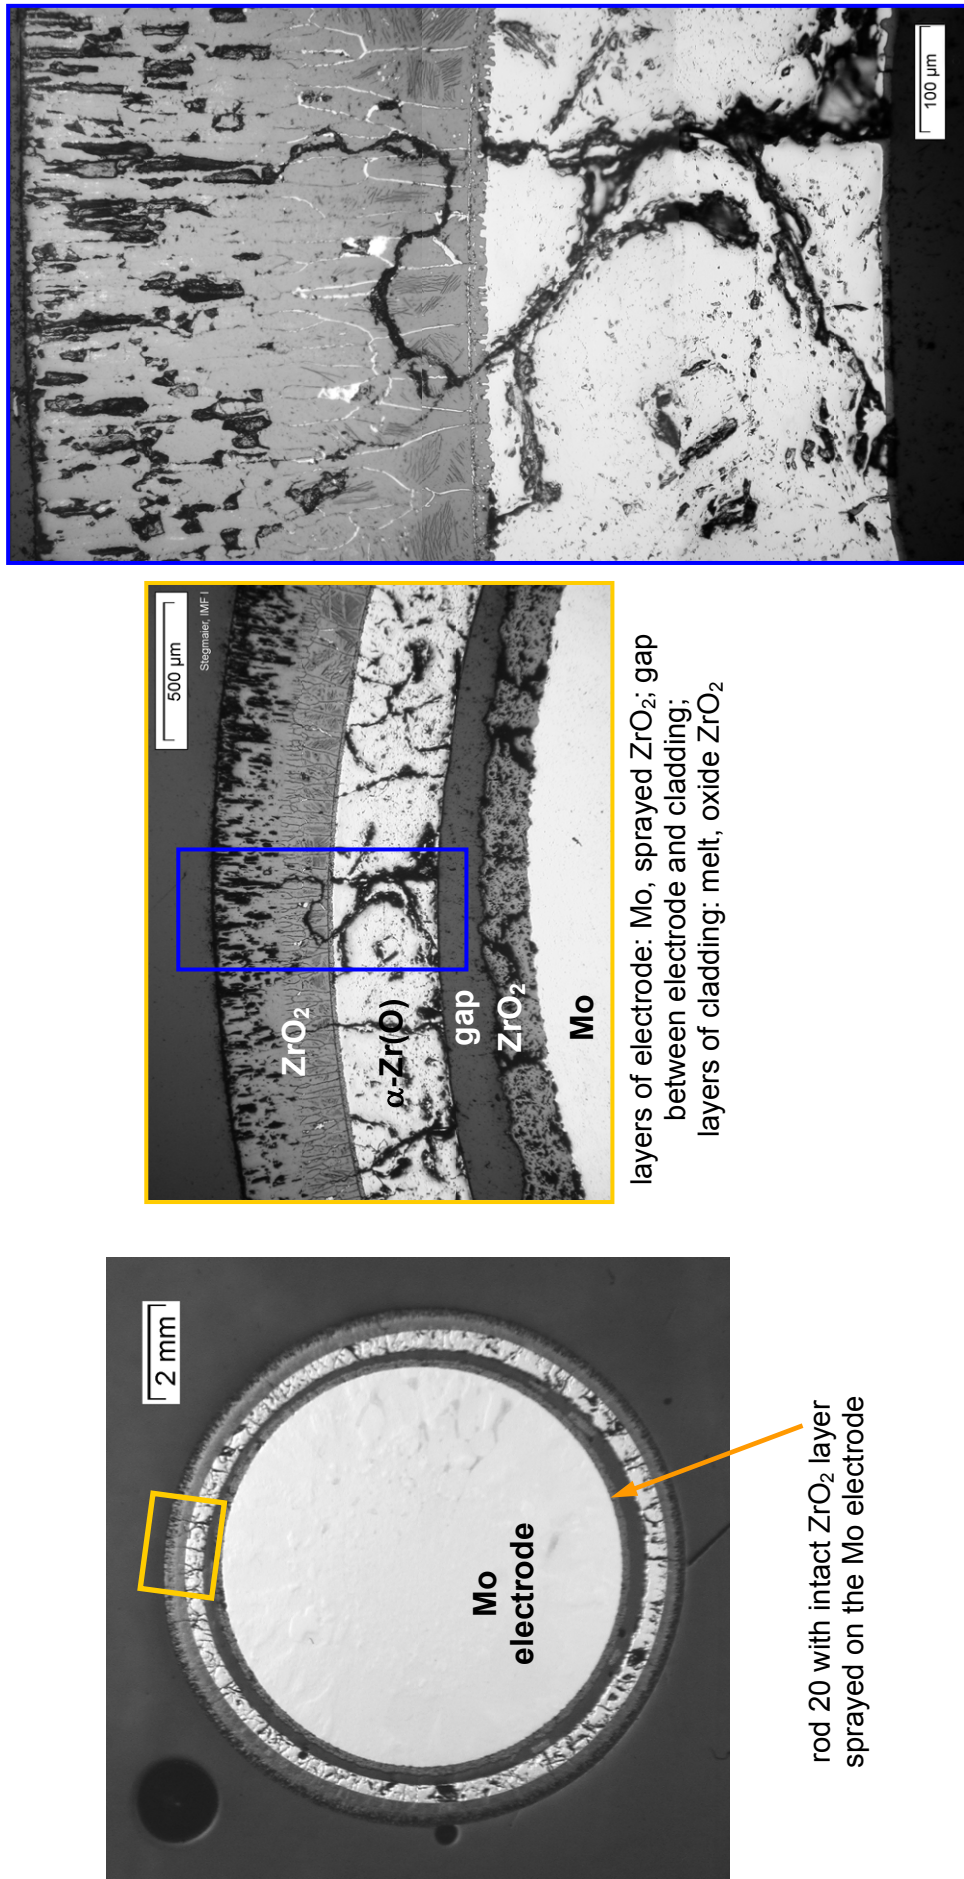 2 mm
Mo
electrode
rod 20 with intact ZrO₂ layer
sprayed on the Mo electrode
500 µm
Stegmaier, IMF I
ZrO₂
α-Zr(O)
gap
ZrO₂
Mo
layers of electrode: Mo, sprayed ZrO₂; gap
between electrode and cladding;
layers of cladding: melt, oxide ZrO₂
100 µm